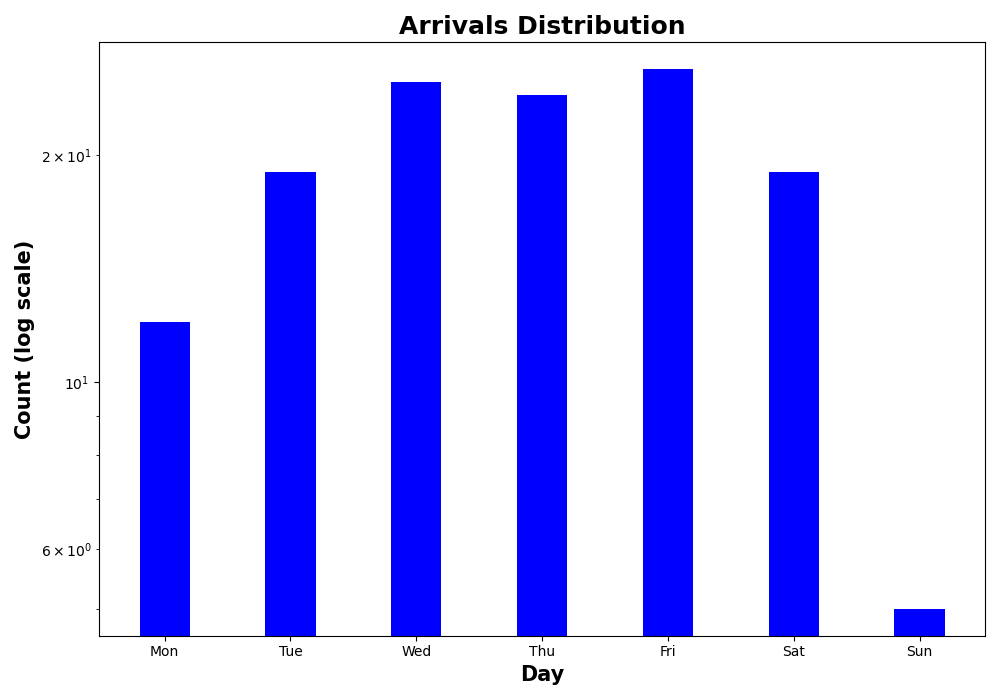 Arrivals Distribution
Count (log scale)
2 × 10¹
10¹
6 × 10⁰
Mon Tue Wed Thu Fri Sat Sun
Day